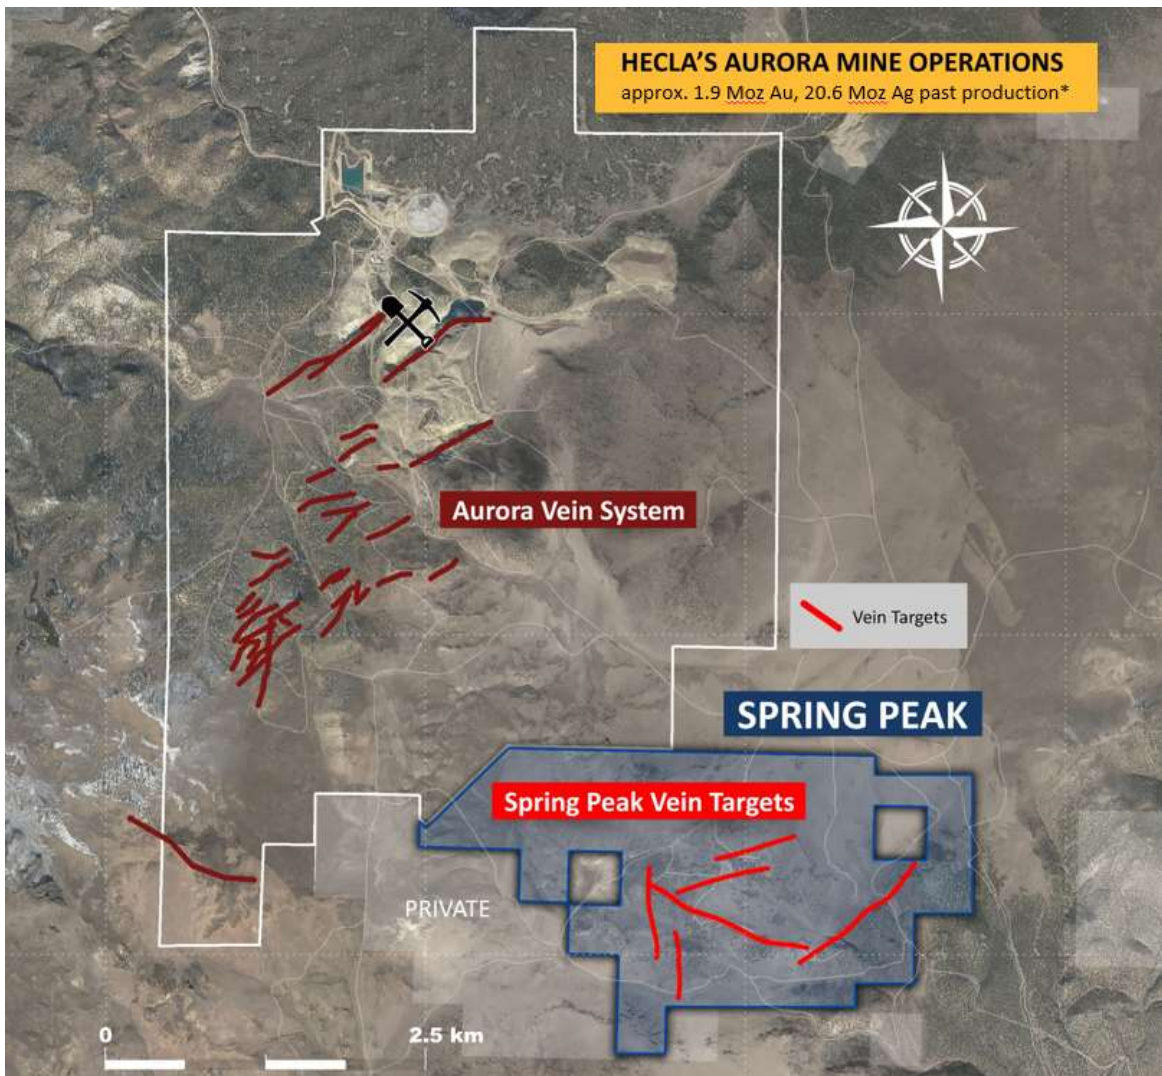 HECLA'S AURORA MINE OPERATIONS
approx. 1.9 Moz Au, 20.6 Moz Ag past production*
Aurora Vein System
Vein Targets
SPRING PEAK
Spring Peak Vein Targets
PRIVATE
0
2.5 km